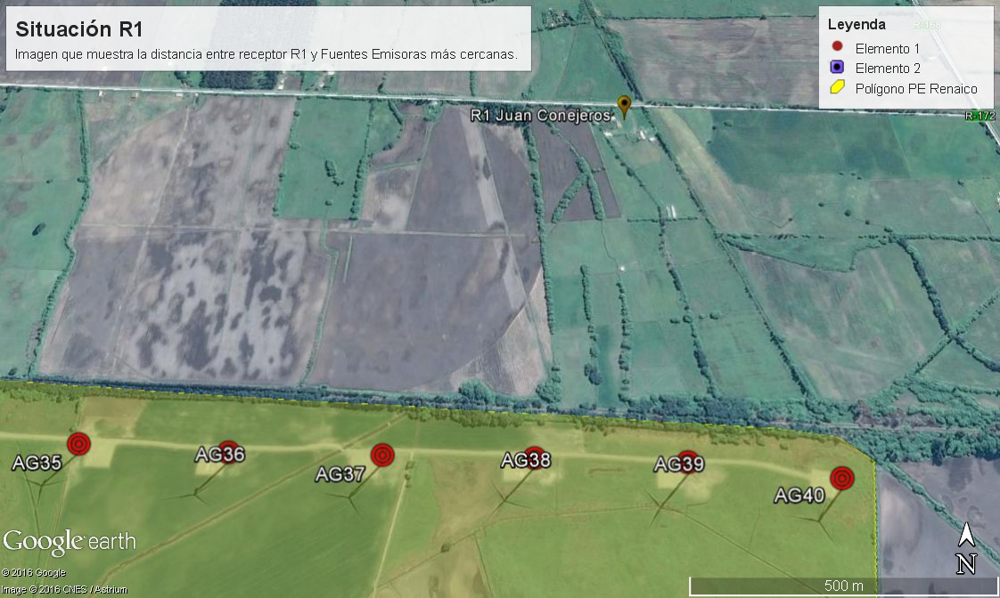 Situación R1
Imagen que muestra la distancia entre receptor R1 y Fuentes Emisoras más cercanas.
Leyenda
R-168
Elemento 1
Elemento 2
Polígono PE Renaico
R1 Juan Conejeros
R-172
AG35
AG36
AG37
AG38
AG39
AG40
Google earth
© 2016 Google
Image © 2016 CNES / Astrium
N
500 m